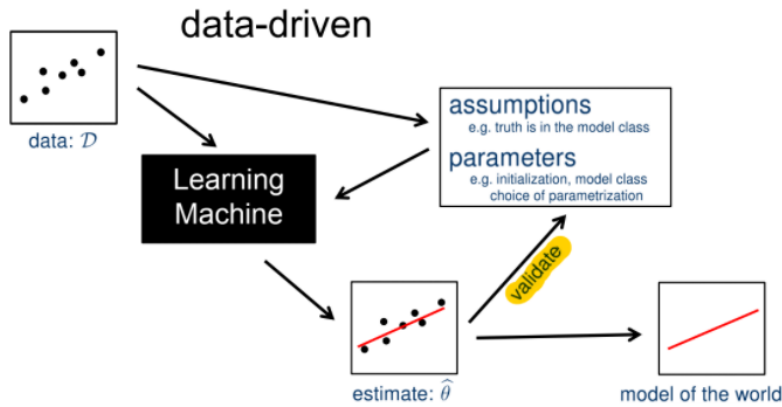 data-driven
data: 𝒟
assumptions
e.g. truth is in the model class
parameters
e.g. initialization, model class
choice of parametrization
Learning
Machine
validate
estimate: θ̂
model of the world